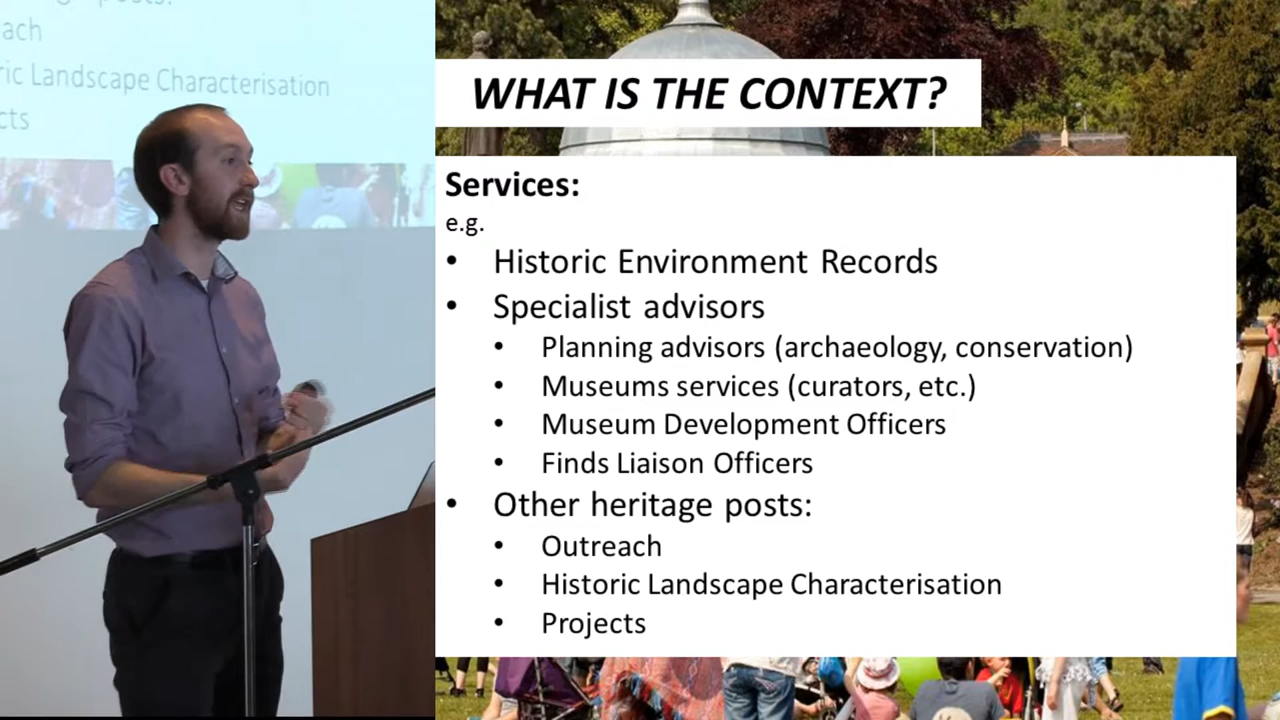 posts:
ach
ric Landscape Characterisation
cts
WHAT IS THE CONTEXT?
Services:
e.g.
• Historic Environment Records
• Specialist advisors
• Planning advisors (archaeology, conservation)
• Museums services (curators, etc.)
• Museum Development Officers
• Finds Liaison Officers
• Other heritage posts:
• Outreach
• Historic Landscape Characterisation
• Projects